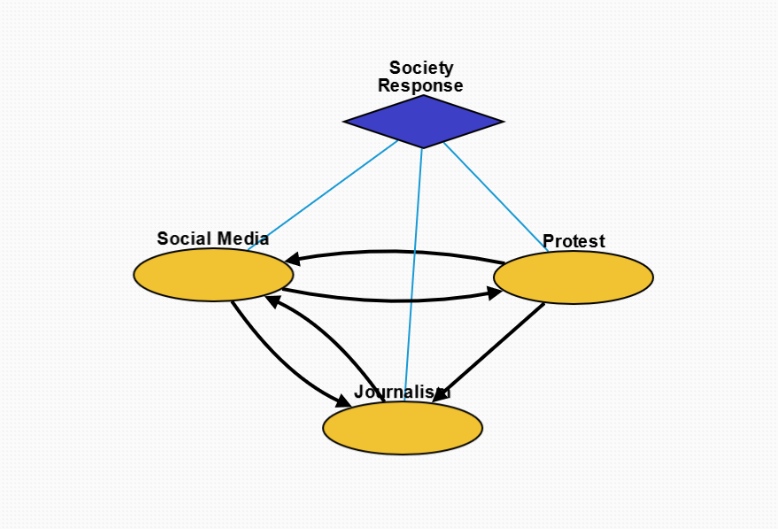 Society
Response
Social Media
Protest
Journalism